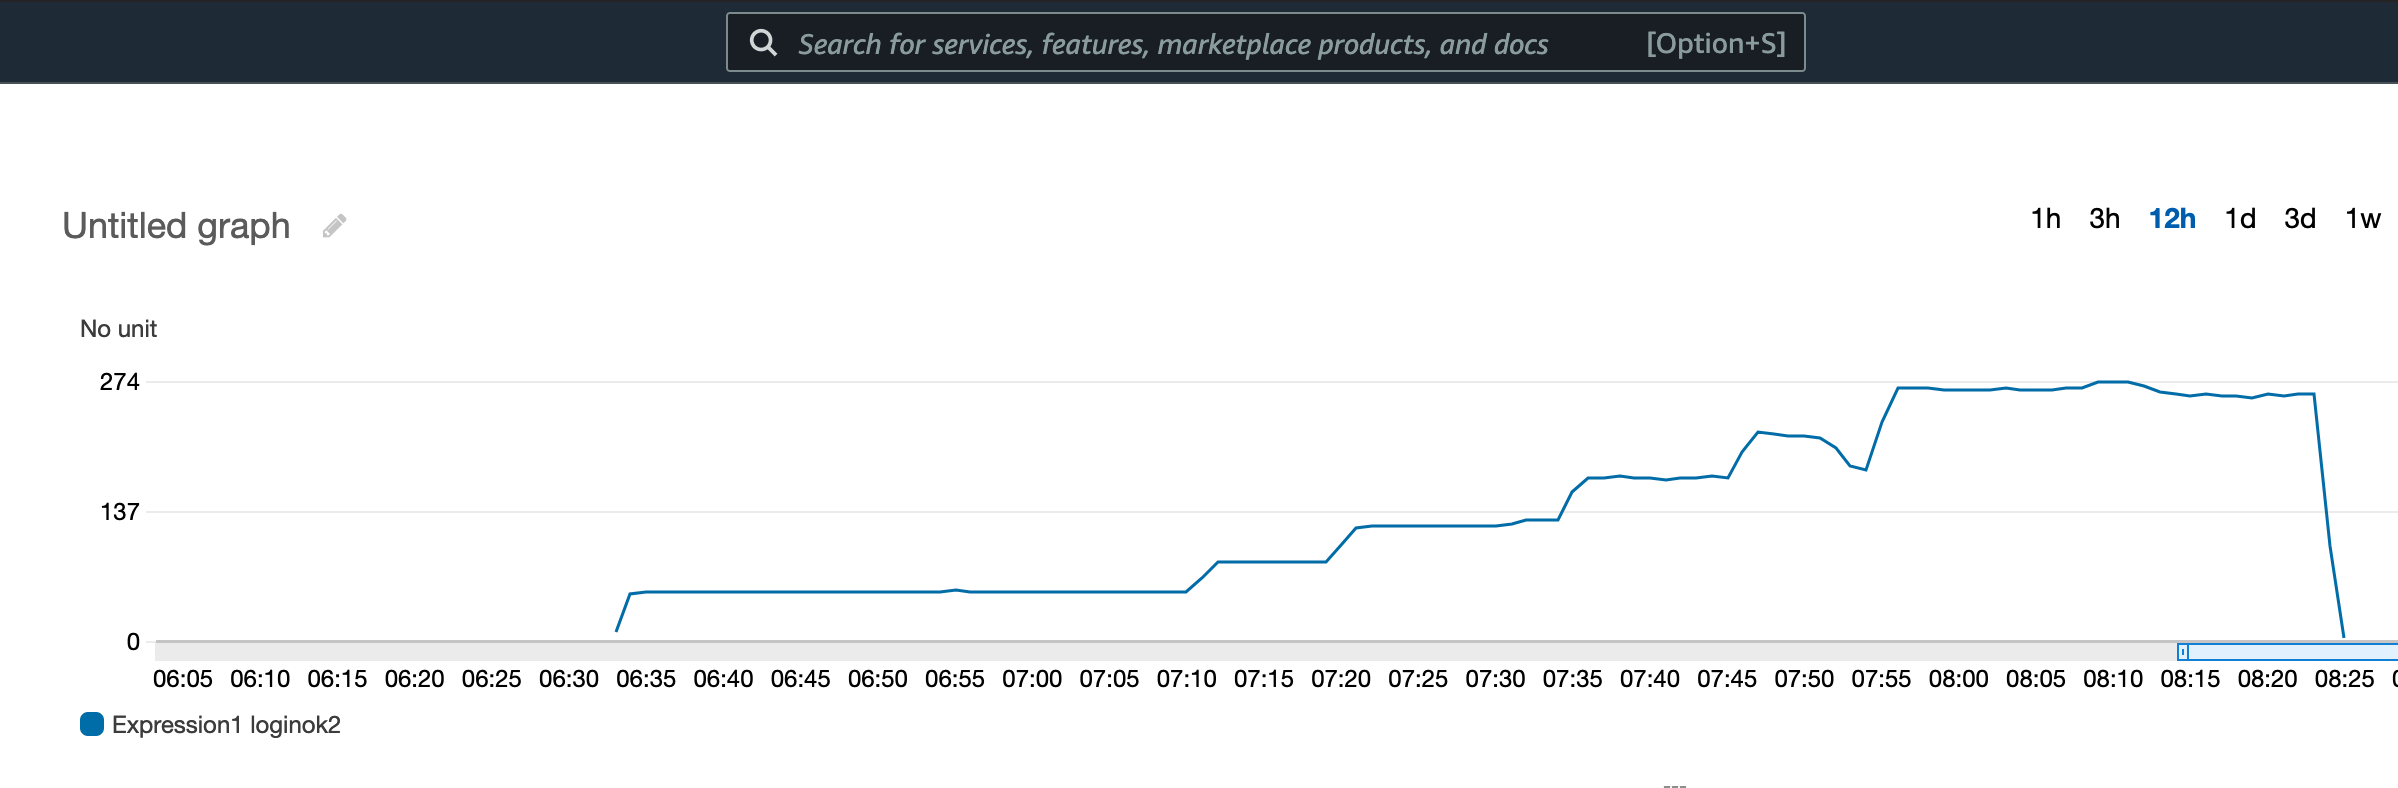 Search for services, features, marketplace products, and docs [Option+S]
Untitled graph
1h 3h 12h 1d 3d 1w
No unit
274
137
0
06:05 06:10 06:15 06:20 06:25 06:30 06:35 06:40 06:45 06:50 06:55 07:00 07:05 07:10 07:15 07:20 07:25 07:30 07:35 07:40 07:45 07:50 07:55 08:00 08:05 08:10 08:15 08:20 08:25
Expression1 loginok2